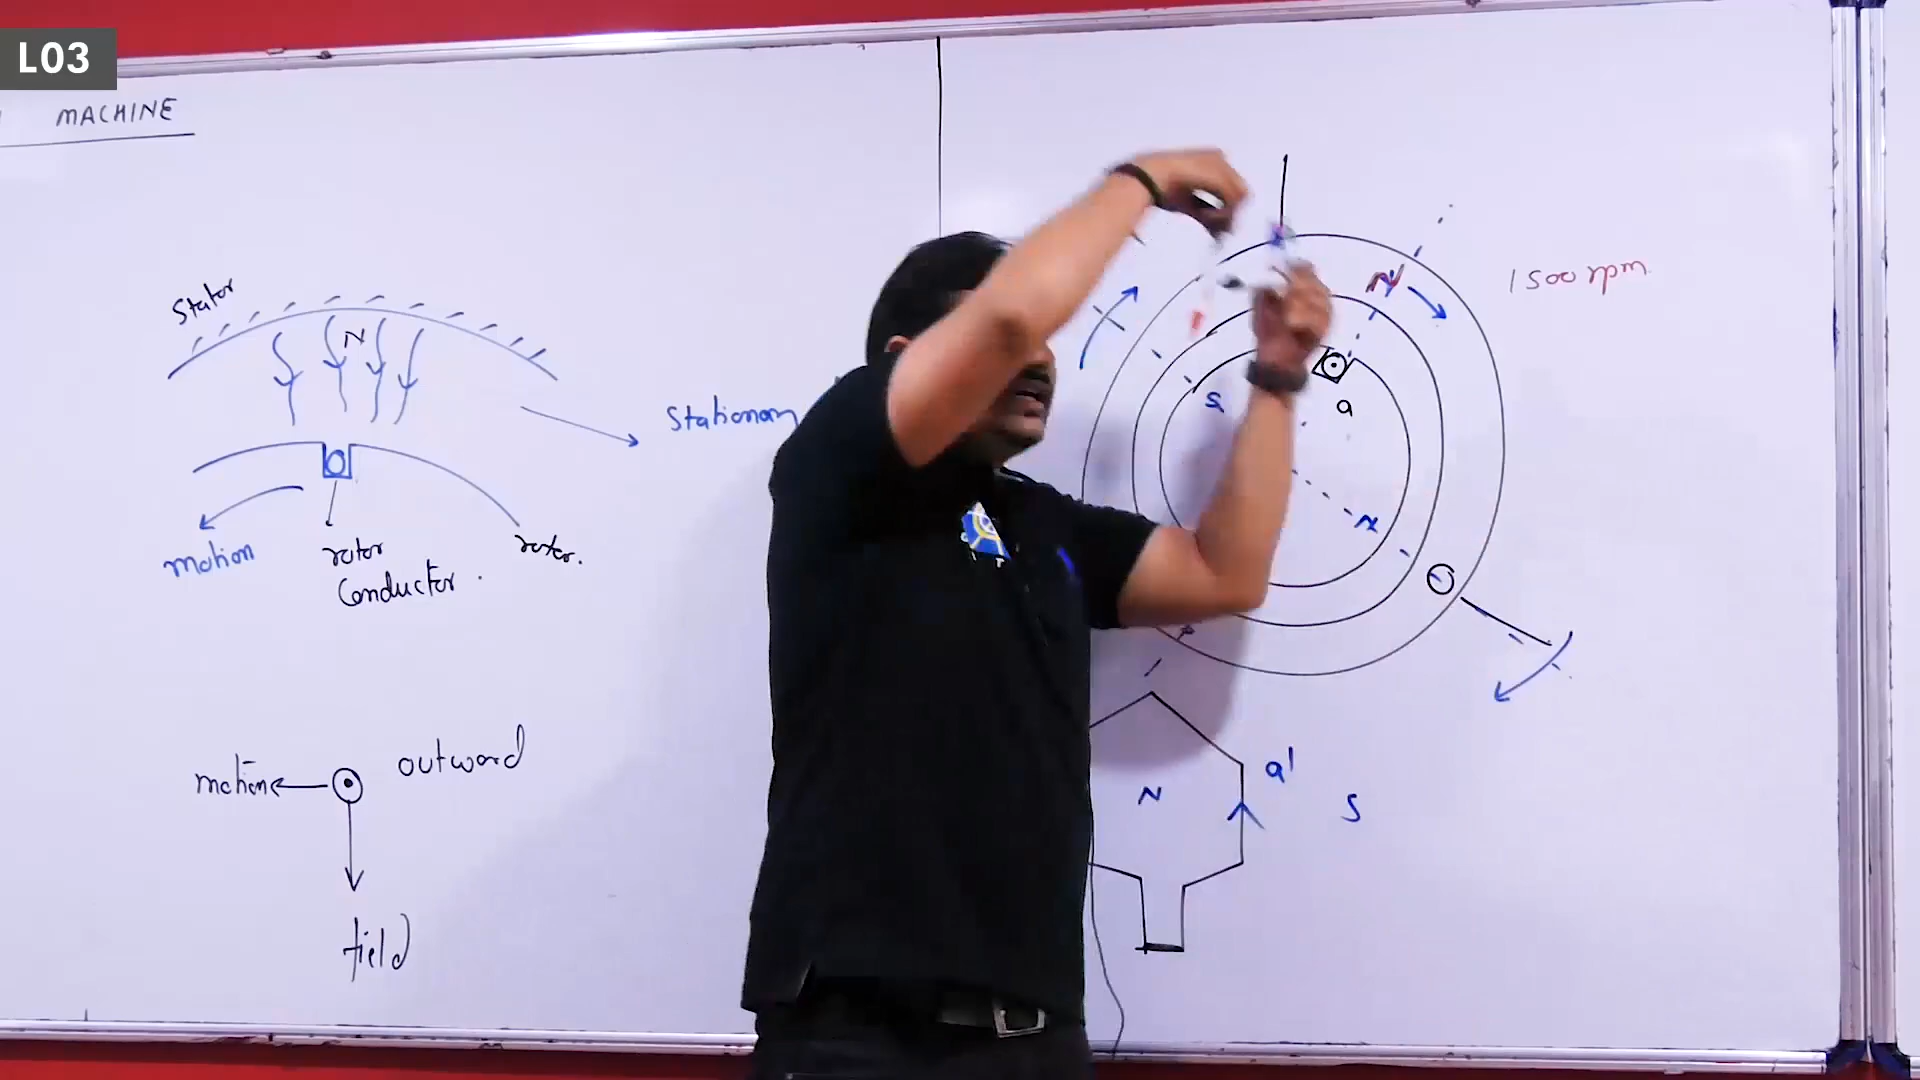 L03
MACHINE
Stator
N
Stationary
motion
rotor
Conductor.
rotor.
motion
outward
field
N
1500 rpm
S
a
N
N
a'
S